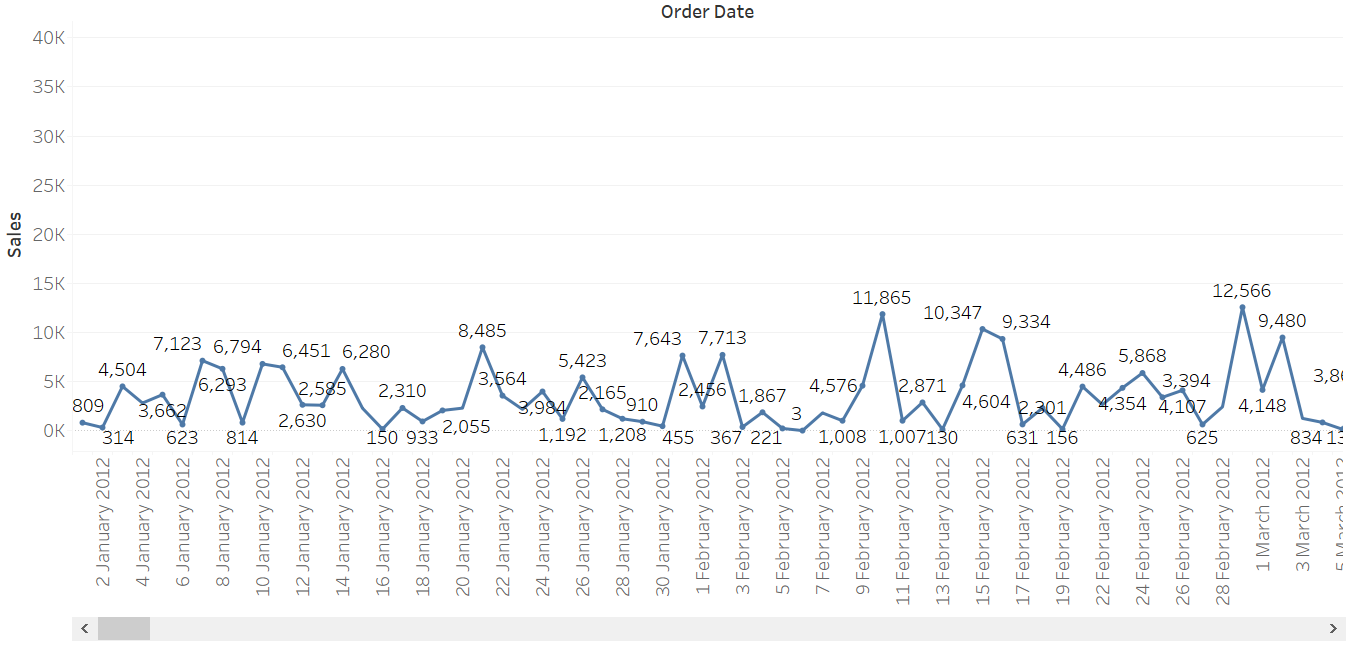 Order Date
Sales
40K
35K
30K
25K
20K
15K
10K
5K
0K
809
314
4,504
3,662
623
7,123
6,293
6,794
814
6,451
2,630
2,585
6,280
150
2,310
933
2,055
8,485
3,564
3,984
1,192
5,423
2,165
1,208
910
455
7,643
2,456
7,713
367
1,867
221
3
1,008
4,576
11,865
1,007
2,871
130
4,604
10,347
9,334
631
2,301
156
4,486
4,354
5,868
3,394
4,107
625
12,566
4,148
9,480
834
2 January 2012
4 January 2012
6 January 2012
8 January 2012
10 January 2012
12 January 2012
14 January 2012
16 January 2012
18 January 2012
20 January 2012
22 January 2012
24 January 2012
26 January 2012
28 January 2012
30 January 2012
1 February 2012
3 February 2012
5 February 2012
7 February 2012
9 February 2012
11 February 2012
13 February 2012
15 February 2012
17 February 2012
19 February 2012
22 February 2012
24 February 2012
26 February 2012
28 February 2012
1 March 2012
3 March 2012
5 March 2012